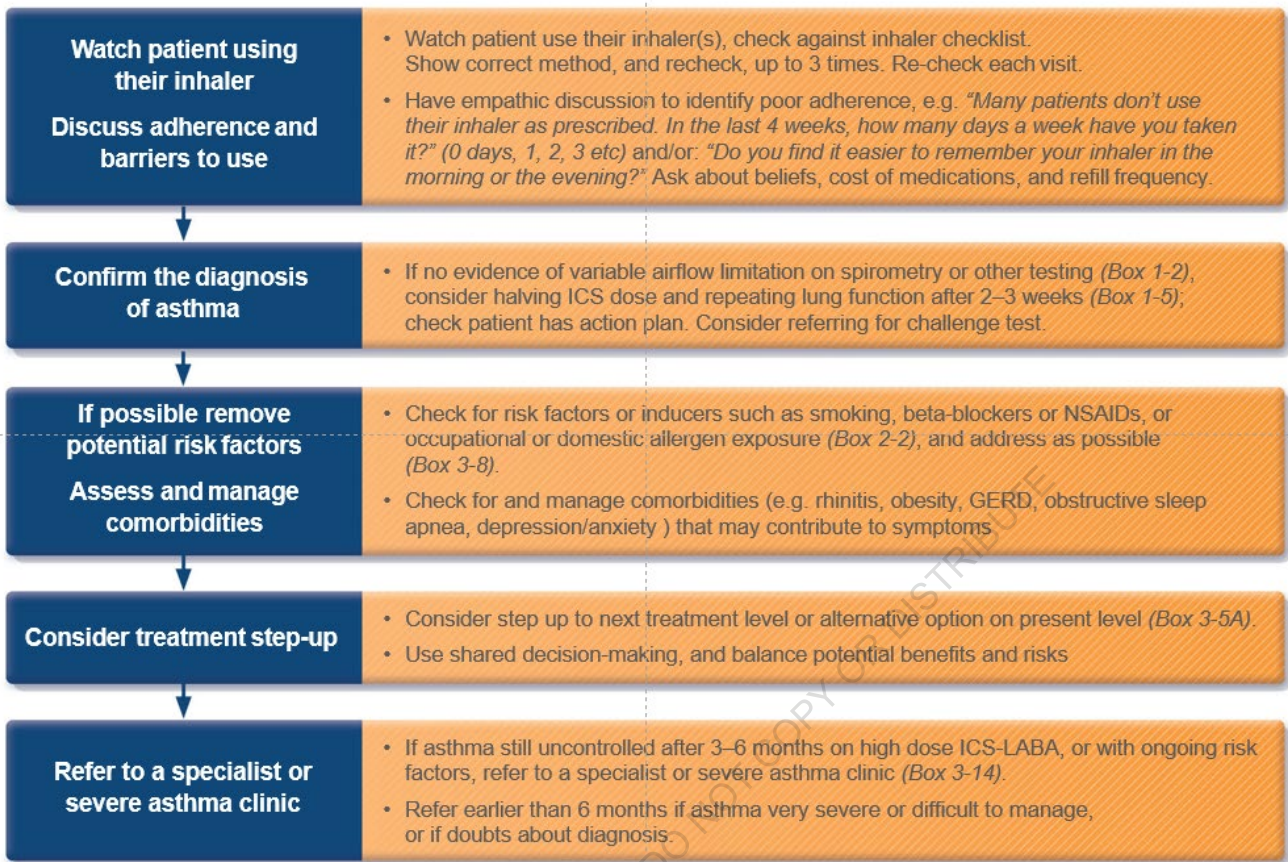 Watch patient using
their inhaler
Discuss adherence and
barriers to use
• Watch patient use their inhaler(s), check against inhaler checklist.
Show correct method, and recheck, up to 3 times. Re-check each visit.
• Have empathic discussion to identify poor adherence, e.g. "Many patients don't use
their inhaler as prescribed. In the last 4 weeks, how many days a week have you taken
it?" (0 days, 1, 2, 3 etc) and/or: "Do you find it easier to remember your inhaler in the
morning or the evening?" Ask about beliefs, cost of medications, and refill frequency.
Confirm the diagnosis
of asthma
• If no evidence of variable airflow limitation on spirometry or other testing (Box 1-2),
consider halving ICS dose and repeating lung function after 2–3 weeks (Box 1-5);
check patient has action plan. Consider referring for challenge test.
If possible remove
potential risk factors
Assess and manage
comorbidities
• Check for risk factors or inducers such as smoking, beta-blockers or NSAIDs, or
occupational or domestic allergen exposure (Box 2-2), and address as possible
(Box 3-8).
• Check for and manage comorbidities (e.g. rhinitis, obesity, GERD, obstructive sleep
apnea, depression/anxiety ) that may contribute to symptoms
Consider treatment step-up
• Consider step up to next treatment level or alternative option on present level (Box 3-5A).
• Use shared decision-making, and balance potential benefits and risks
Refer to a specialist or
severe asthma clinic
• If asthma still uncontrolled after 3–6 months on high dose ICS-LABA, or with ongoing risk
factors, refer to a specialist or severe asthma clinic (Box 3-14).
• Refer earlier than 6 months if asthma very severe or difficult to manage,
or if doubts about diagnosis.
DO NOT COPY OR DISTRIBUTE